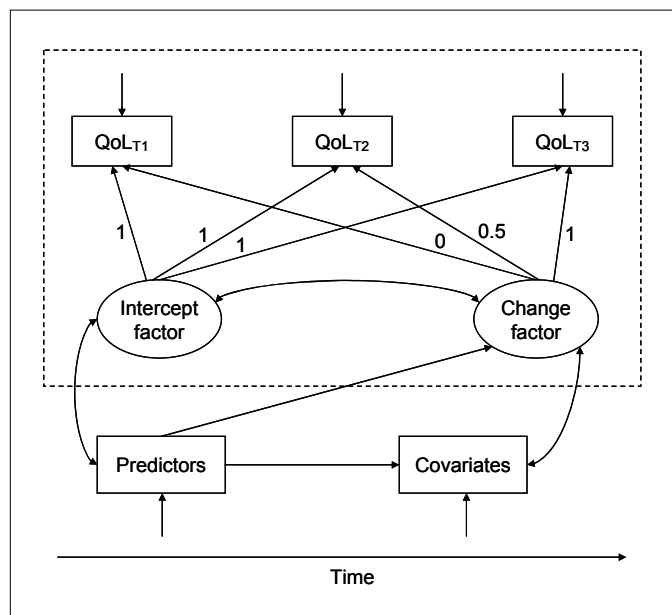 QoLT1 QoLT2 QoLT3
1 1 1 0 0.5 1
Intercept
factor
Change
factor
Predictors Covariates
Time